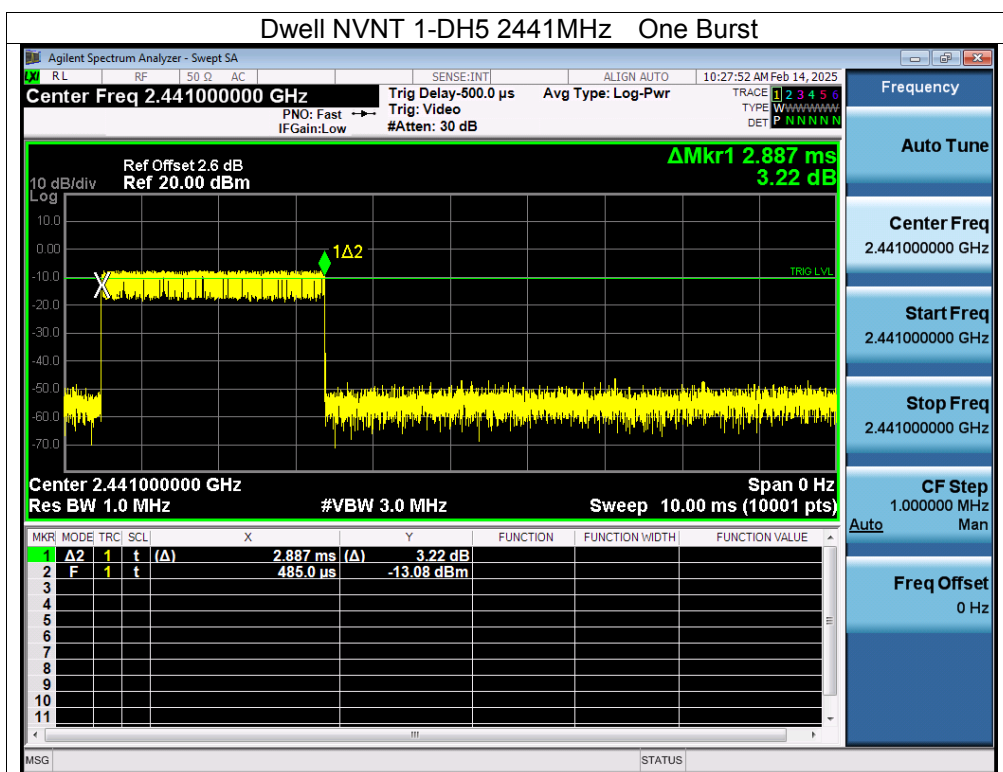 Dwell NVNT 1-DH5 2441MHz One Burst
Agilent Spectrum Analyzer - Swept SA
LXI RL RF 50 Ω AC SENSE:INT ALIGN AUTO 10:27:52 AM Feb 14, 2025
Center Freq 2.441000000 GHz Trig Delay-500.0 µs Avg Type: Log-Pwr TRACE 1 2 3 4 5 6
PNO: Fast Trig: Video TYPE WWWWWW
IFGain:Low #Atten: 30 dB DET P N N N N N
ΔMkr1 2.887 ms
3.22 dB
Ref Offset 2.6 dB
10 dB/div Ref 20.00 dBm
Log
10.0
0.00
-10.0
-20.0
-30.0
-40.0
-50.0
-60.0
-70.0
1Δ2
TRIG LVL
Center 2.441000000 GHz Span 0 Hz
Res BW 1.0 MHz #VBW 3.0 MHz Sweep 10.00 ms (10001 pts)
MKR MODE TRC SCL X Y FUNCTION FUNCTION WIDTH FUNCTION VALUE
1 Δ2 1 t (Δ) 2.887 ms (Δ) 3.22 dB
2 F 1 t 485.0 µs -13.08 dBm
3
4
5
6
7
8
9
10
11
MSG STATUS
Frequency
Auto Tune
Center Freq
2.441000000 GHz
Start Freq
2.441000000 GHz
Stop Freq
2.441000000 GHz
CF Step
1.000000 MHz
Auto Man
Freq Offset
0 Hz